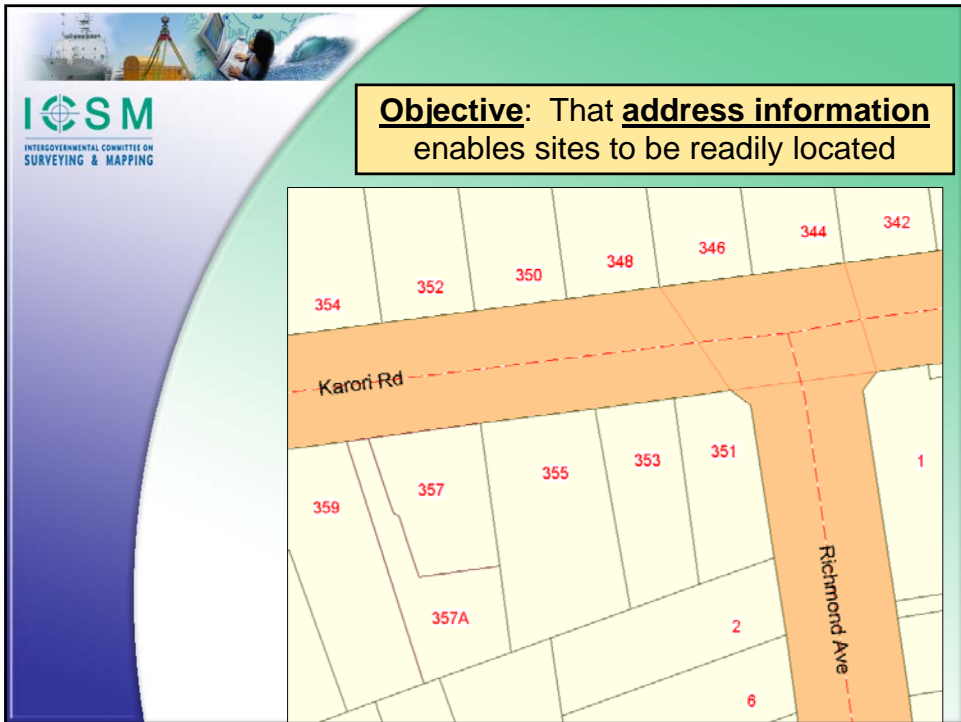 ICSM
INTERGOVERNMENTAL COMMITTEE ON
SURVEYING & MAPPING
Objective: That address information
enables sites to be readily located
354
352
350
348
346
344
342
Karori Rd
359
357
355
353
351
1
357A
2
6
Richmond Ave